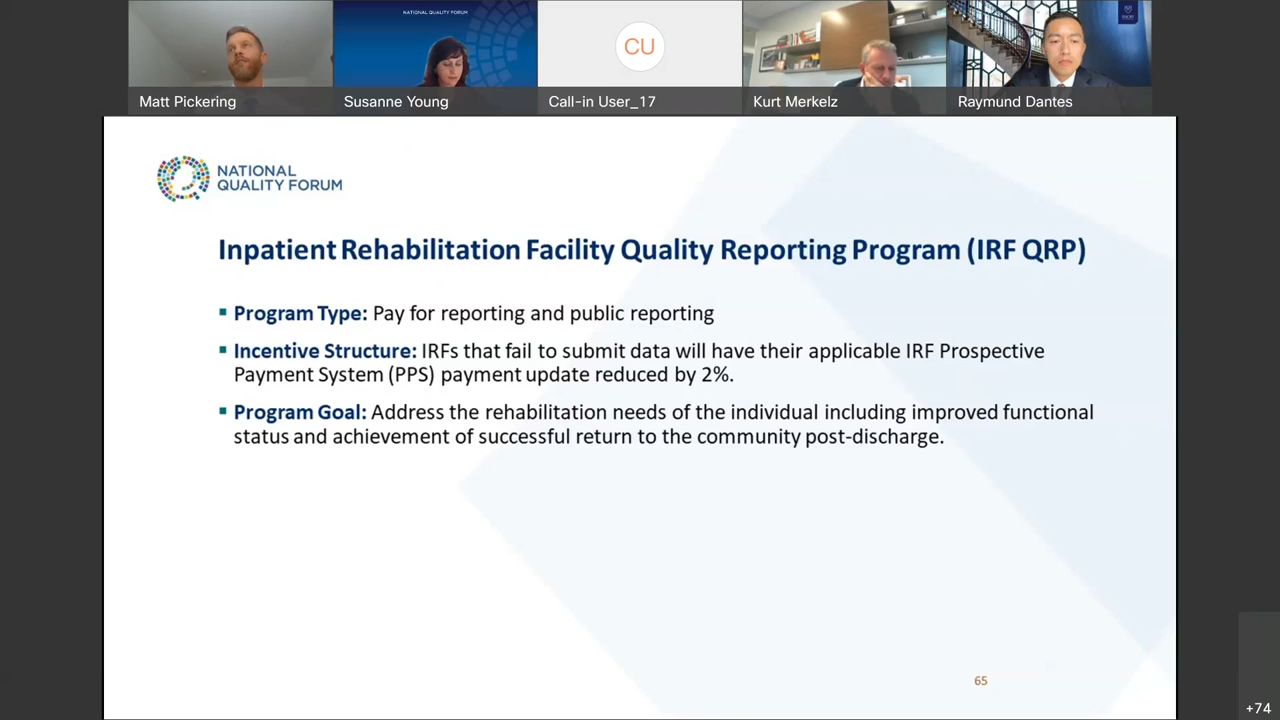 NATIONAL QUALITY FORUM
CU
Matt Pickering
Susanne Young
Call-in User_17
Kurt Merkelz
Raymund Dantes
NATIONAL
QUALITY FORUM
Inpatient Rehabilitation Facility Quality Reporting Program (IRF QRP)
▪ Program Type: Pay for reporting and public reporting
▪ Incentive Structure: IRFs that fail to submit data will have their applicable IRF Prospective
Payment System (PPS) payment update reduced by 2%.
▪ Program Goal: Address the rehabilitation needs of the individual including improved functional
status and achievement of successful return to the community post-discharge.
65
+74